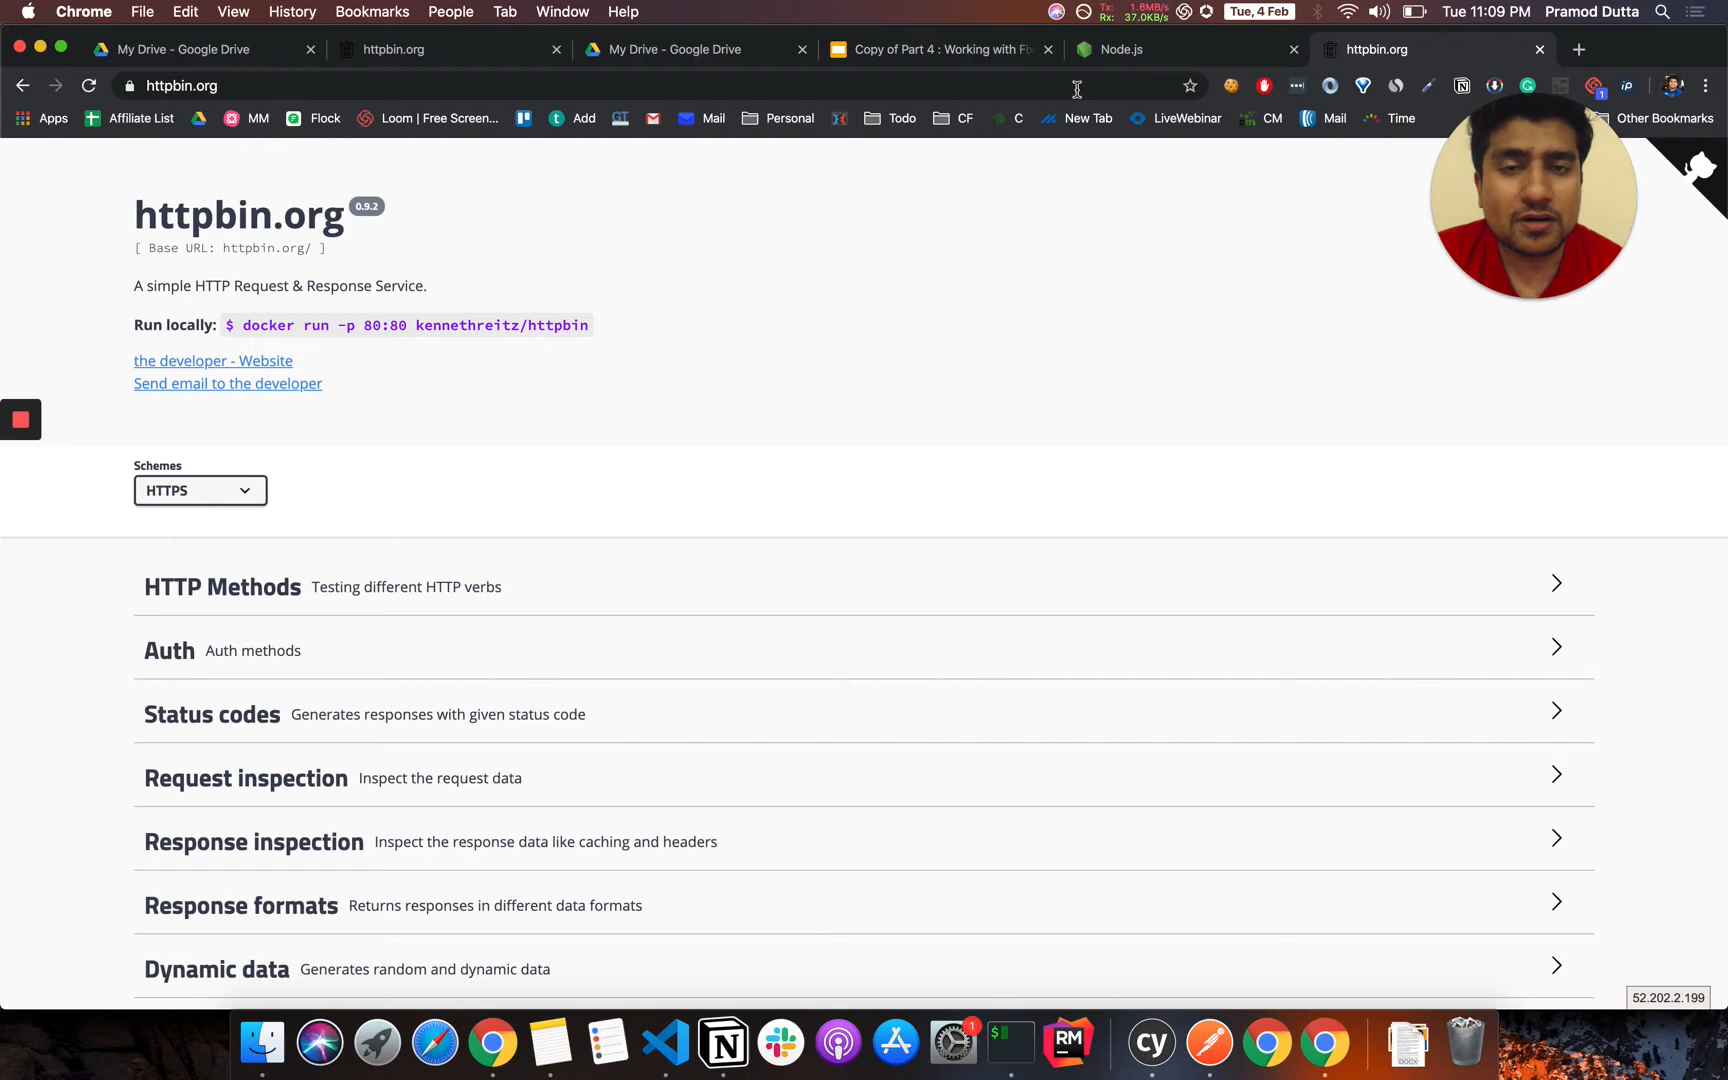 Chrome File Edit View History Bookmarks People Tab Window Help Tx: 1.6MB/s Rx: 37.0KB/s Tue, 4 Feb Tue 11:09 PM Pramod Dutta
My Drive - Google Drive httpbin.org My Drive - Google Drive Copy of Part 4 : Working with Fix Node.js httpbin.org
httpbin.org
Apps Affiliate List MM Flock Loom | Free Screen... Add Mail Personal Todo CF C New Tab LiveWebinar CM Mail Time Other Bookmarks
httpbin.org 0.9.2
[ Base URL: httpbin.org/ ]
A simple HTTP Request & Response Service.
Run locally: $ docker run -p 80:80 kennethreitz/httpbin
the developer - Website
Send email to the developer
Schemes
HTTPS
HTTP Methods Testing different HTTP verbs
Auth Auth methods
Status codes Generates responses with given status code
Request inspection Inspect the request data
Response inspection Inspect the response data like caching and headers
Response formats Returns responses in different data formats
Dynamic data Generates random and dynamic data
52.202.2.199